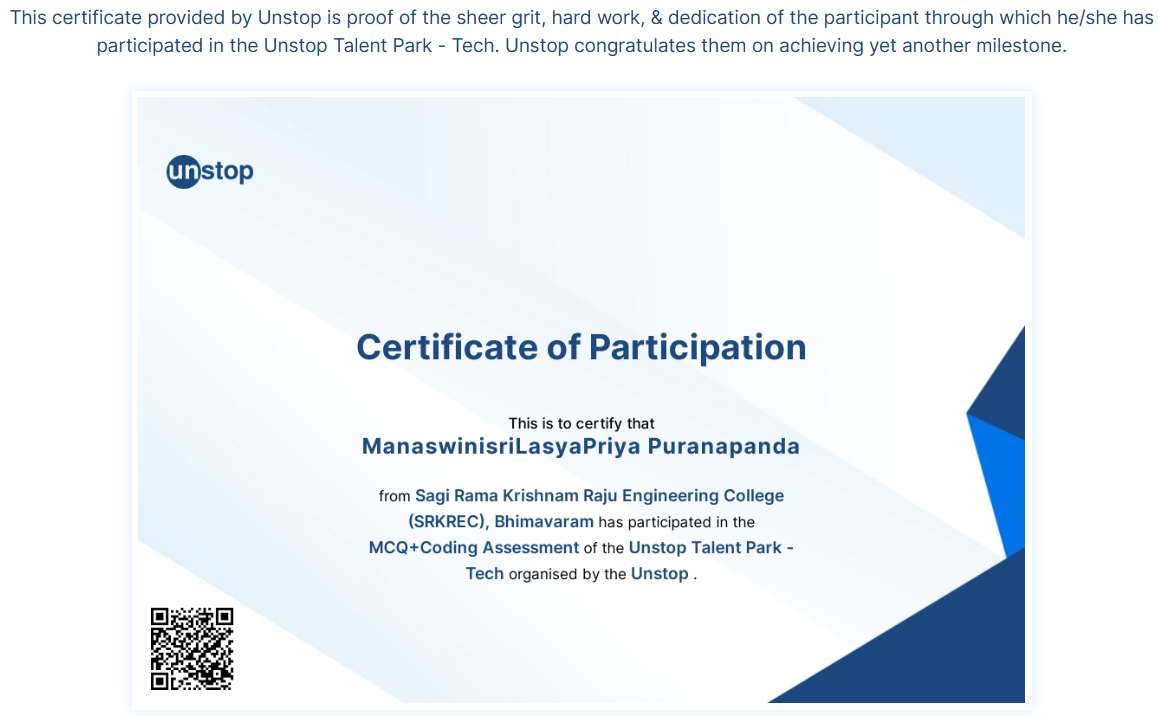 This certificate provided by Unstop is proof of the sheer grit, hard work, & dedication of the participant through which he/she has
participated in the Unstop Talent Park - Tech. Unstop congratulates them on achieving yet another milestone.
unstop
Certificate of Participation
This is to certify that
ManaswinisriLasyaPriya Puranapanda
from Sagi Rama Krishnam Raju Engineering College
(SRKREC), Bhimavaram has participated in the
MCQ+Coding Assessment of the Unstop Talent Park -
Tech organised by the Unstop .